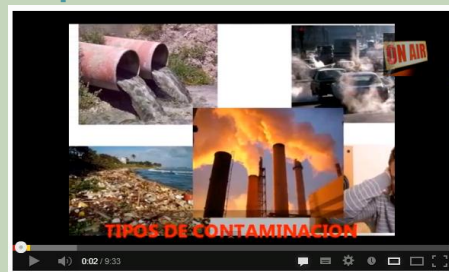 ON AIR
TIPOS DE CONTAMINACION
0:02 / 9:33